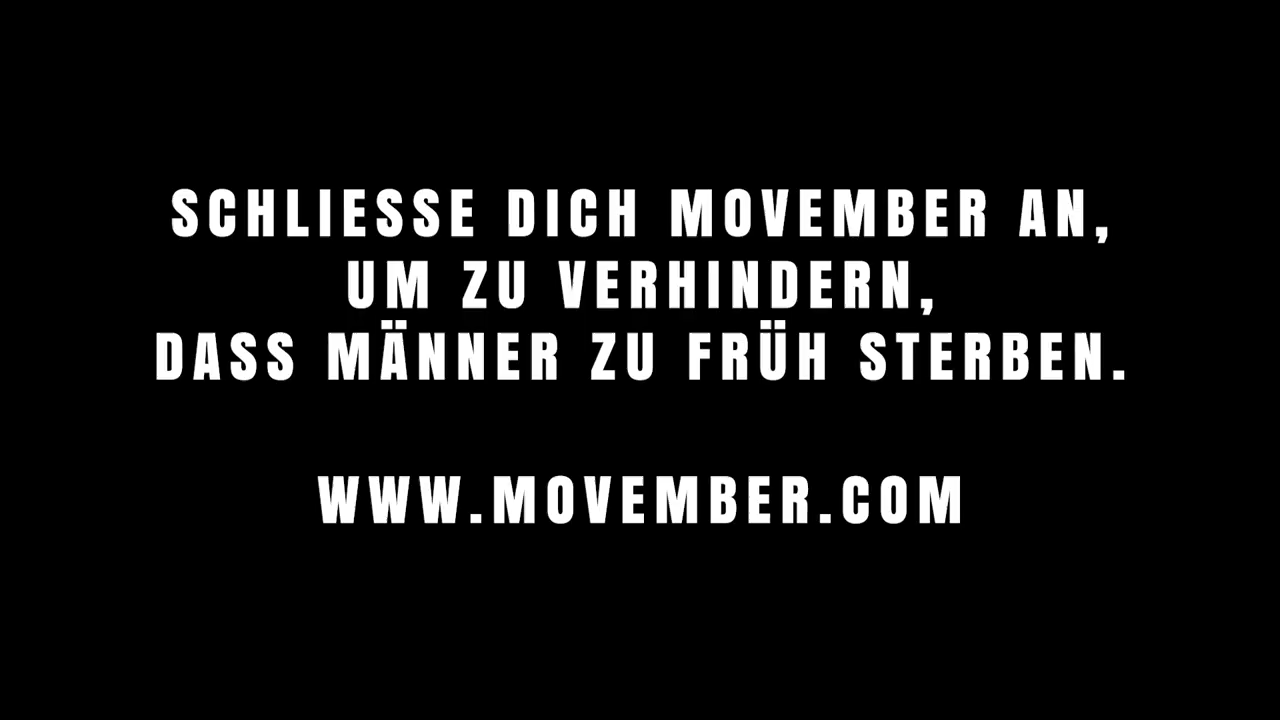 SCHLIESSE DICH MOVEMBER AN,
UM ZU VERHINDERN,
DASS MÄNNER ZU FRÜH STERBEN.
WWW.MOVEMBER.COM